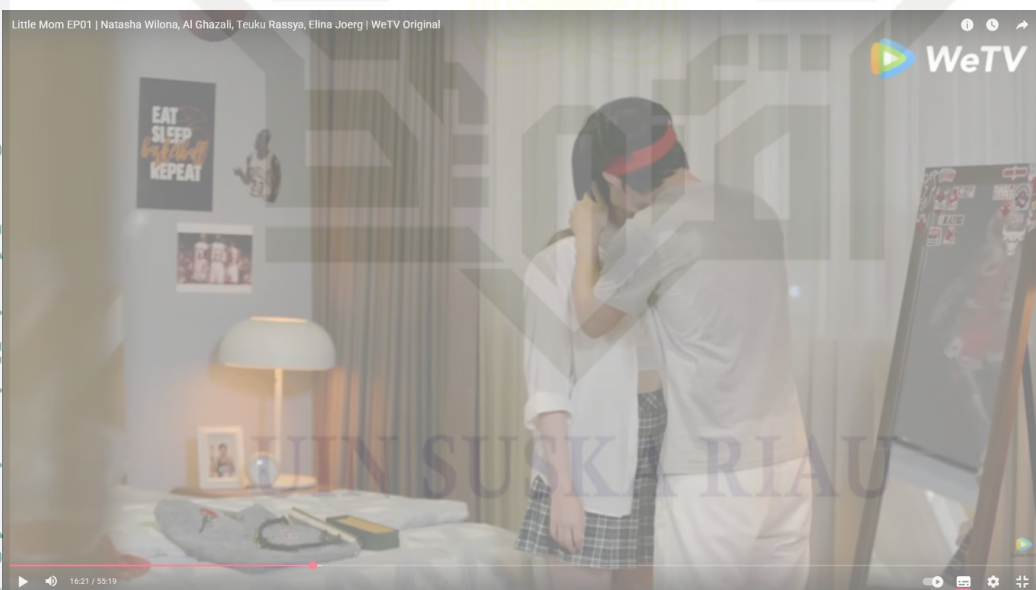 Little Mom EP01 | Natasha Wilona, Al Ghazali, Teuku Rassya, Elina Joerg | WeTV Original
WeTV
EAT
SLEEP
basketball
REPEAT
UIN SUSKA RIAU
16:21 / 55:19